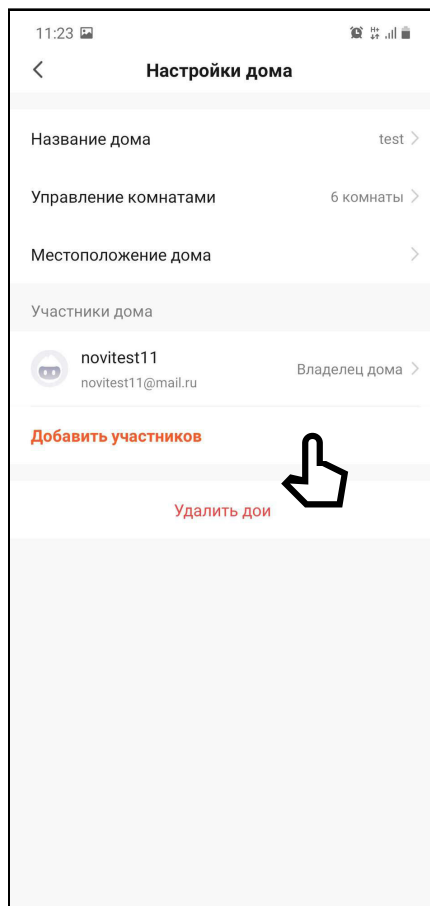 11:23
Настройки дома
Название дома test
Управление комнатами 6 комнаты
Местоположение дома
Участники дома
novitest11
novitest11@mail.ru
Владелец дома
Добавить участников
Удалить дои